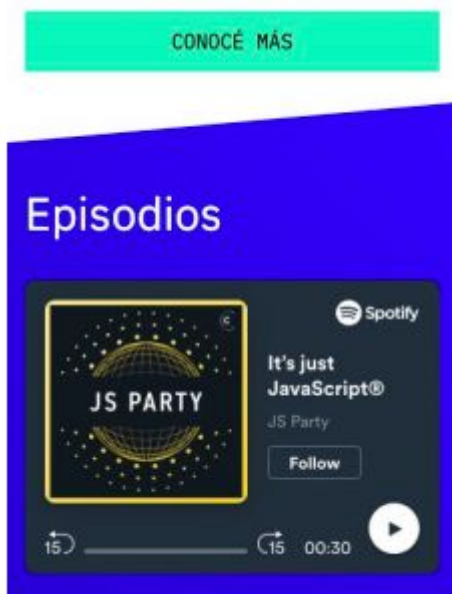 CONOCÉ MÁS
Episodios
Spotify
JS PARTY
It's just
JavaScript®
JS Party
Follow
15
15
00:30